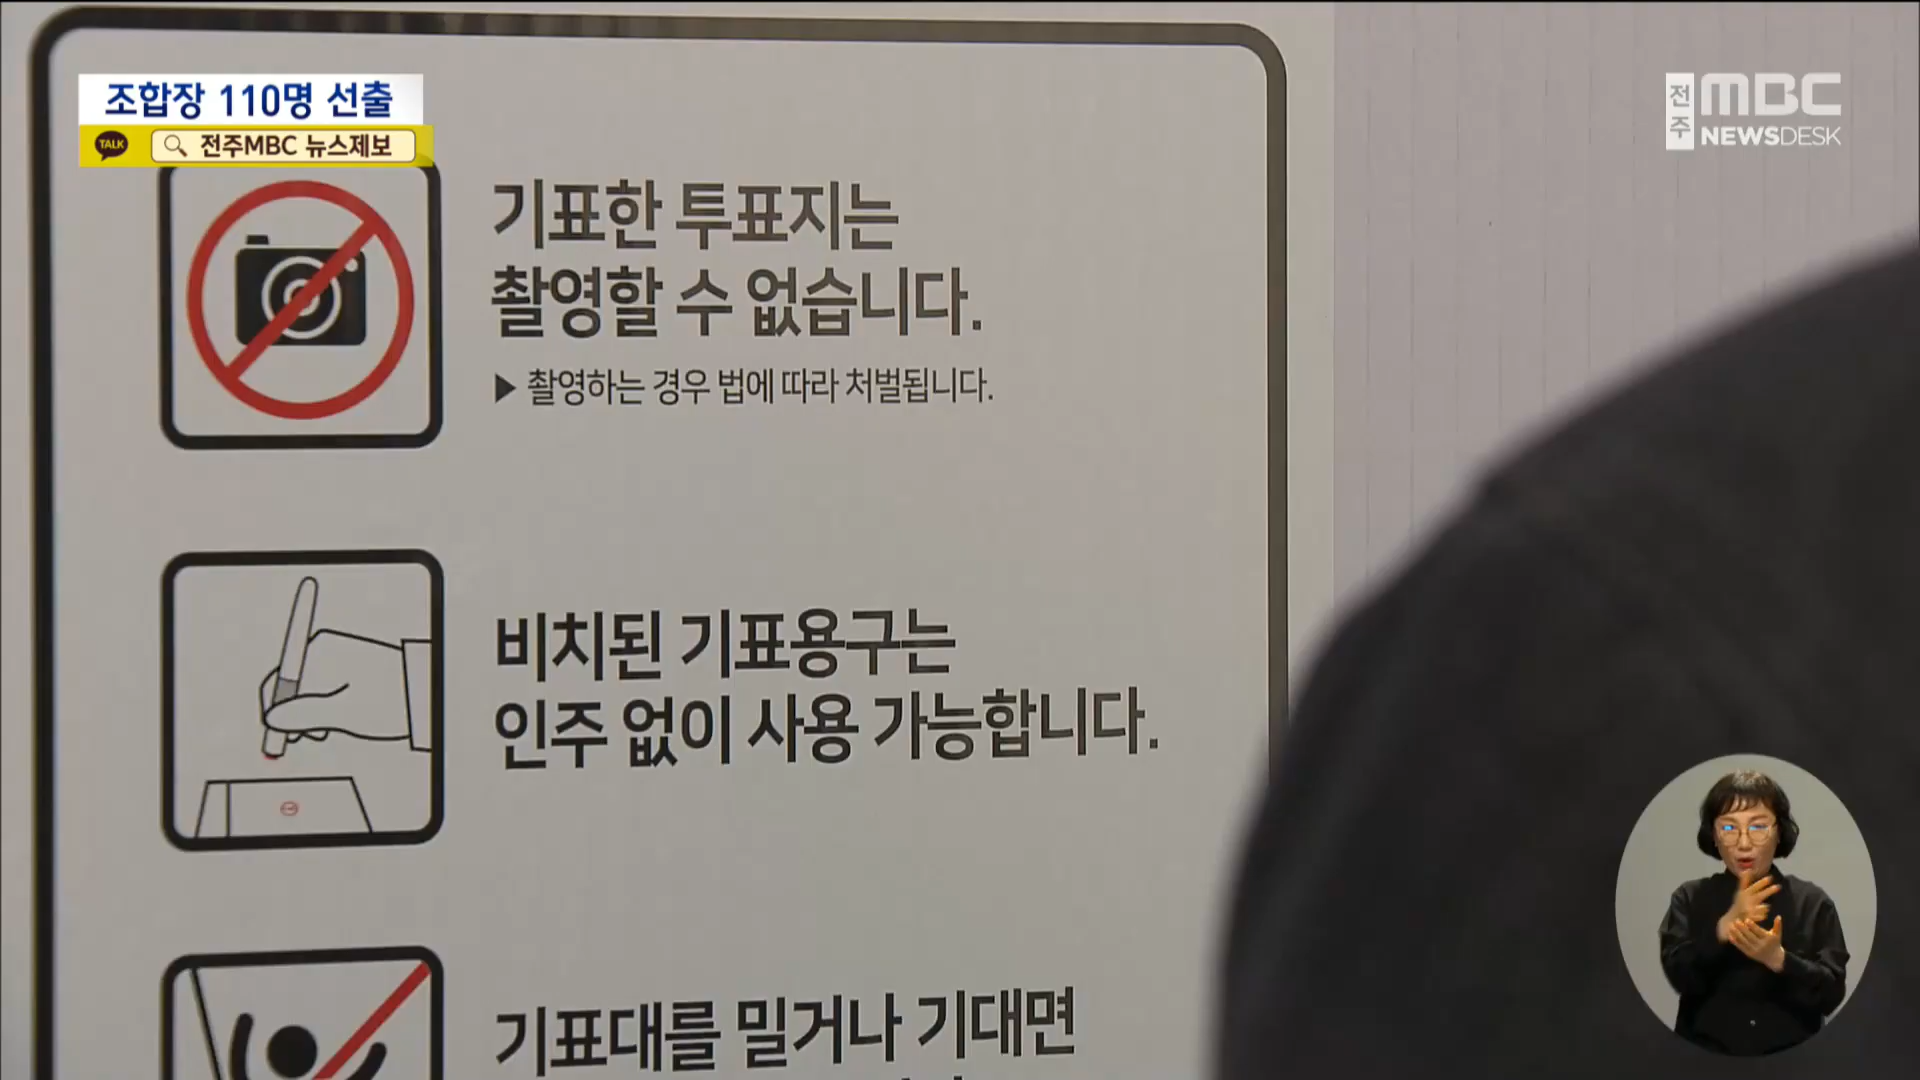 조합장 110명 선출
TALK 전주MBC 뉴스제보
전주 MBC
NEWSDESK
기표한 투표지는
촬영할 수 없습니다.
▶ 촬영하는 경우 법에 따라 처벌됩니다.
비치된 기표용구는
인주 없이 사용 가능합니다.
기표대를 밀거나 기대면